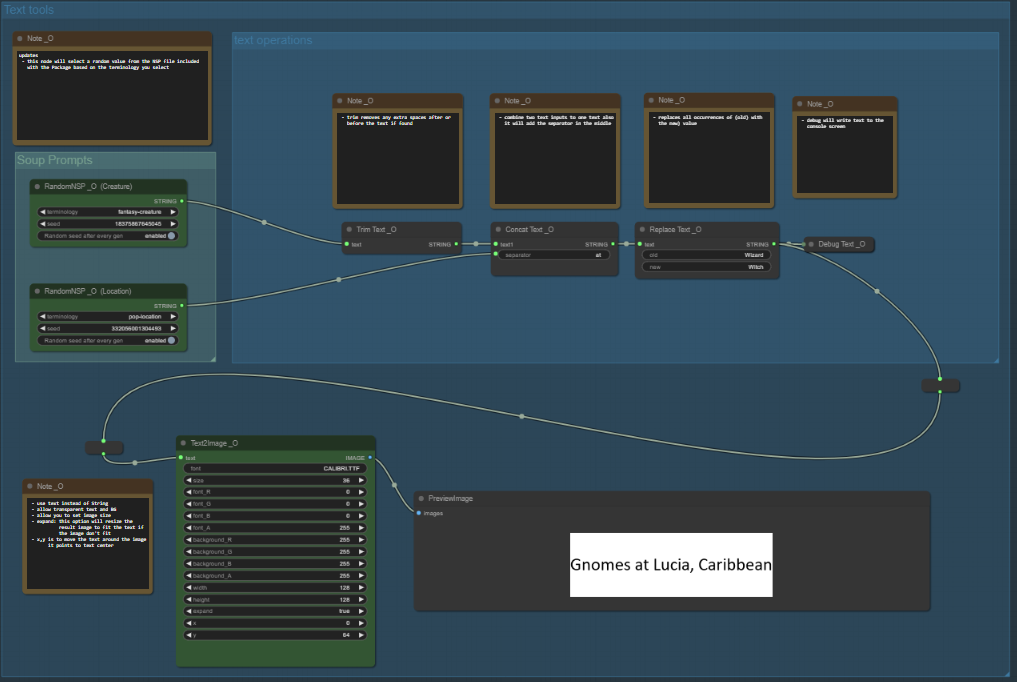 Text tools
Note _O
updates
- this node will select a random value from the NSP file included
with the Package based on the terminology you select
text operations
Note _O
- trim removes any extra spaces after or
before the text if found
Note _O
- combine two text inputs to one text also
it will add the separator in the middle
Note _O
- replaces all occurrences of (old) with
the new) value
Note _O
- debug will write text to the
console screen
Soup Prompts
RandomNSP _O (Creature)
STRING
terminology fantasy-creature
seed 18375867645045
Random seed after every gen enabled
RandomNSP _O (Location)
STRING
terminology pop-location
seed 332056001304493
Random seed after every gen enabled
Trim Text _O
text STRING
Concat Text _O
text1 STRING
separator at
Replace Text _O
text STRING
old Wizard
new Witch
Debug Text _O
Text2Image _O
text IMAGE
font CALIBRI.TTF
size 36
font_R 0
font_G 0
font_B 0
font_A 255
background_R 255
background_G 255
background_B 255
background_A 255
width 128
height 128
expand true
x 0
y 64
Note _O
- use text instead of String
- allow transparent text and BG
- allow you to set image size
- expand: this option will resize the
result image to fit the text if
the image don't fit
- x,y is to move the text around the image
it points to text center
PreviewImage
images
Gnomes at Lucia, Caribbean